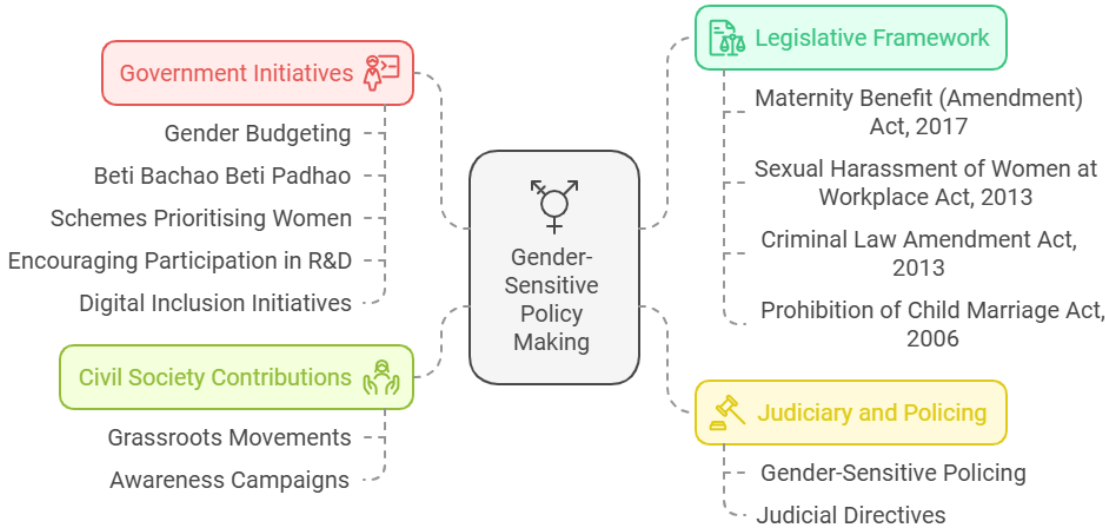 Government Initiatives
Gender Budgeting
Beti Bachao Beti Padhao
Schemes Prioritising Women
Encouraging Participation in R&D
Digital Inclusion Initiatives
Civil Society Contributions
Grassroots Movements
Awareness Campaigns
Gender-
Sensitive
Policy
Making
Legislative Framework
Maternity Benefit (Amendment)
Act, 2017
Sexual Harassment of Women at
Workplace Act, 2013
Criminal Law Amendment Act,
2013
Prohibition of Child Marriage Act,
2006
Judiciary and Policing
Gender-Sensitive Policing
Judicial Directives